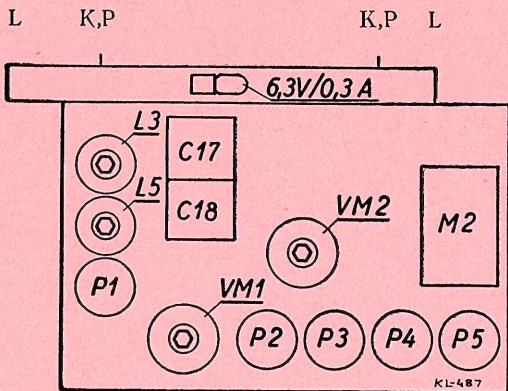 L K,P K,P L
6,3V/0,3 A
L3
C17
L5
C18
VM2
M2
P1
VM1
P2 P3 P4 P5
KL-487